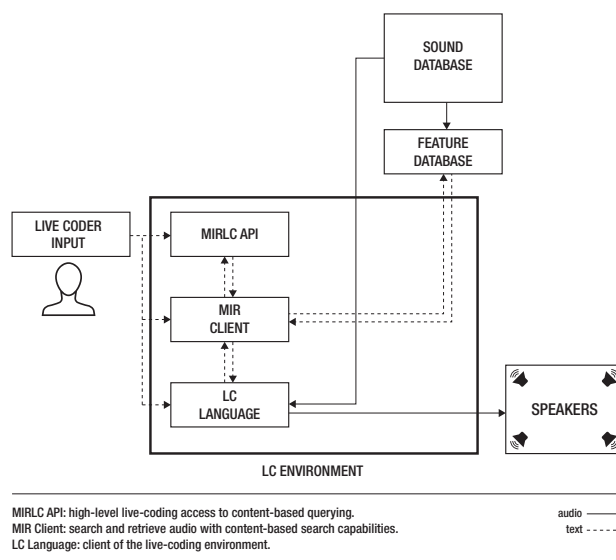 SOUND
DATABASE
FEATURE
DATABASE
LIVE CODER
INPUT
MIRLC API
MIR
CLIENT
LC
LANGUAGE
SPEAKERS
LC ENVIRONMENT
MIRLC API: high-level live-coding access to content-based querying.
MIR Client: search and retrieve audio with content-based search capabilities.
LC Language: client of the live-coding environment.
audio
text